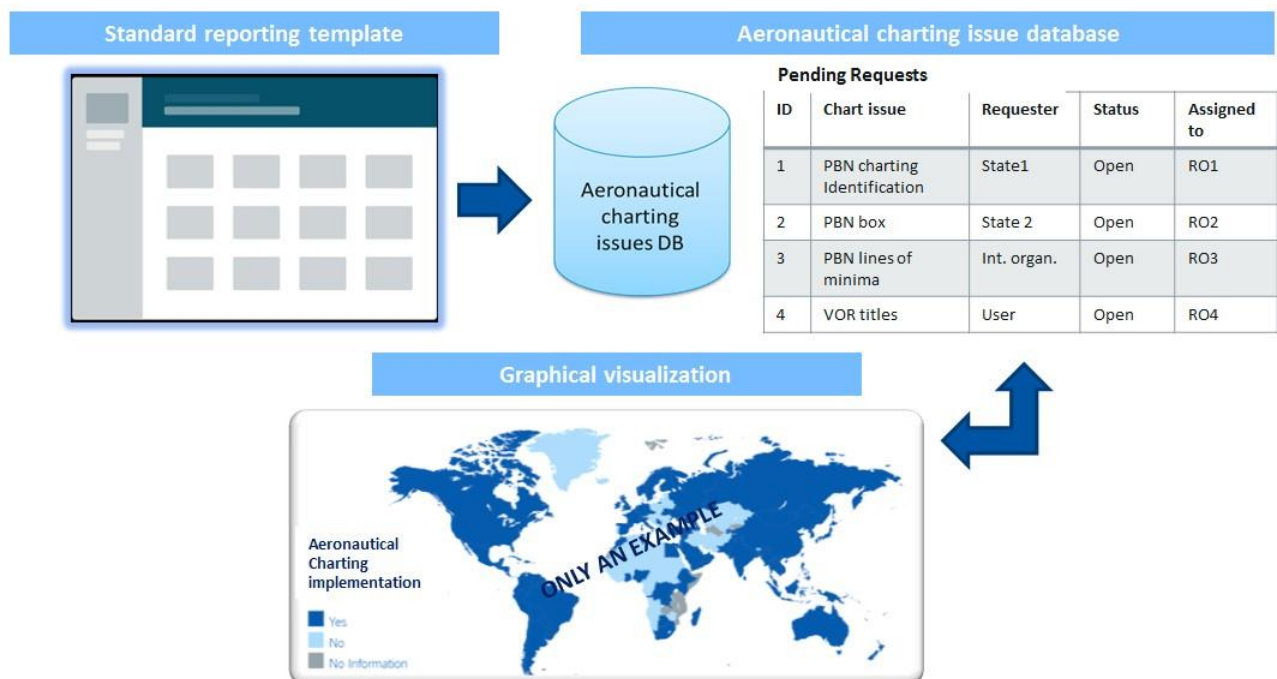 Standard reporting template
Aeronautical charting issue database
Aeronautical
charting
issues DB
Pending Requests
ID Chart issue Requester Status Assigned
to
1 PBN charting State1 Open RO1
Identification
2 PBN box State 2 Open RO2
3 PBN lines of Int. organ. Open RO3
minima
4 VOR titles User Open RO4
Graphical visualization
Aeronautical
Charting
implementation
Yes
No
No Information
ONLY AN EXAMPLE